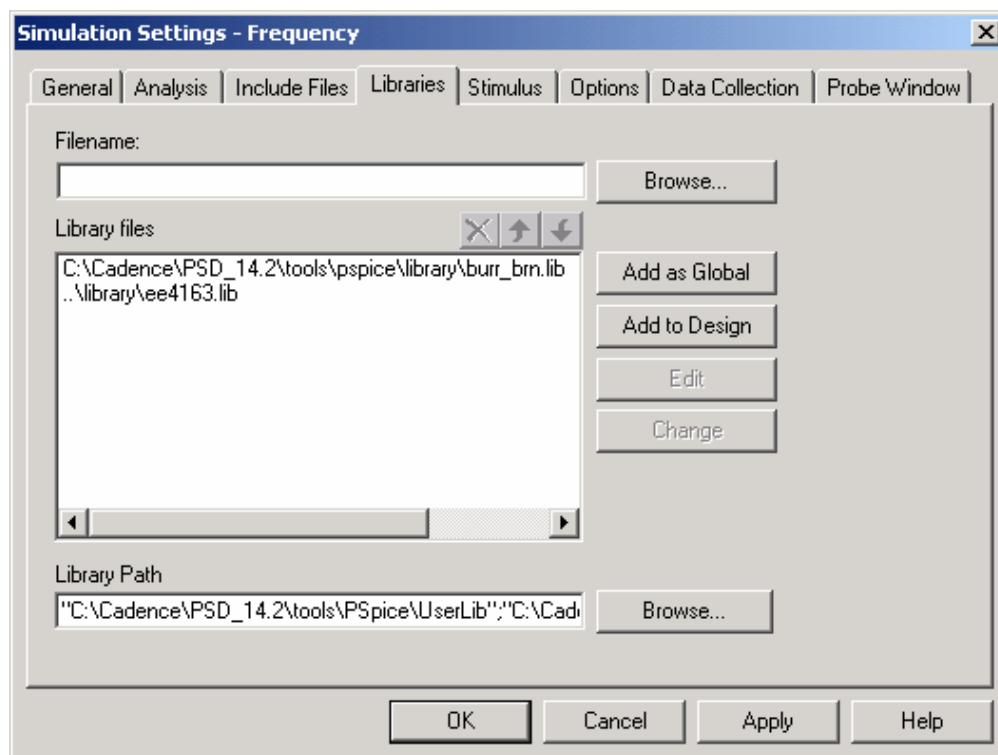 Simulation Settings - Frequency
General Analysis Include Files Libraries Stimulus Options Data Collection Probe Window
Filename:
Browse...
Library files
C:\Cadence\PSD_14.2\tools\pspice\library\burr_brn.lib
..\library\ee4163.lib
Add as Global
Add to Design
Edit
Change
Library Path
"C:\Cadence\PSD_14.2\tools\PSpice\UserLib";"C:\Cad
Browse...
OK Cancel Apply Help